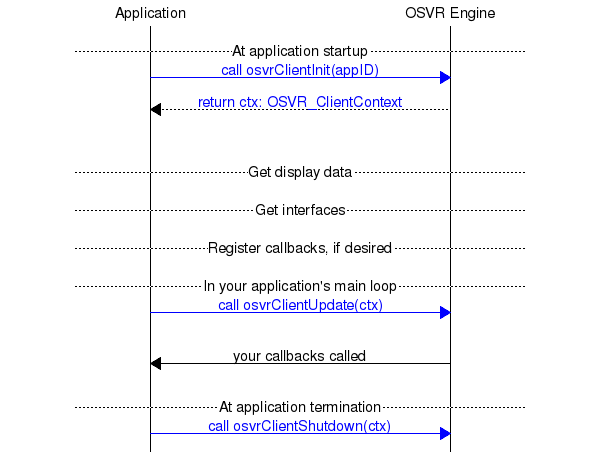 Application OSVR Engine
At application startup
call osvrClientInit(appID)
return ctx: OSVR_ClientContext
Get display data
Get interfaces
Register callbacks, if desired
In your application's main loop
call osvrClientUpdate(ctx)
your callbacks called
At application termination
call osvrClientShutdown(ctx)